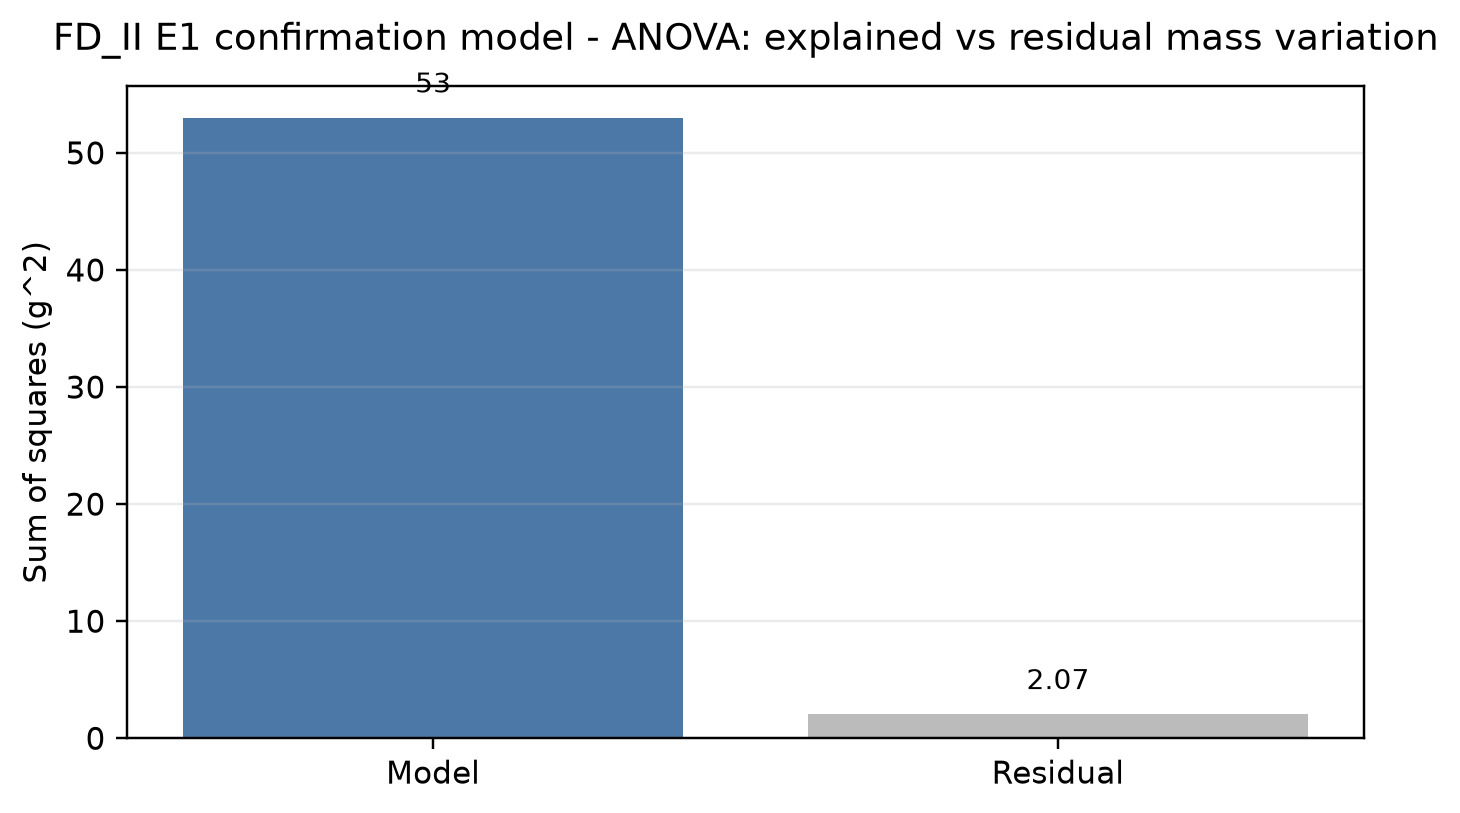 FD_II E1 confirmation model - ANOVA: explained vs residual mass variation
53
50
40
30
20
10
0
Sum of squares (g^2)
2.07
Model
Residual